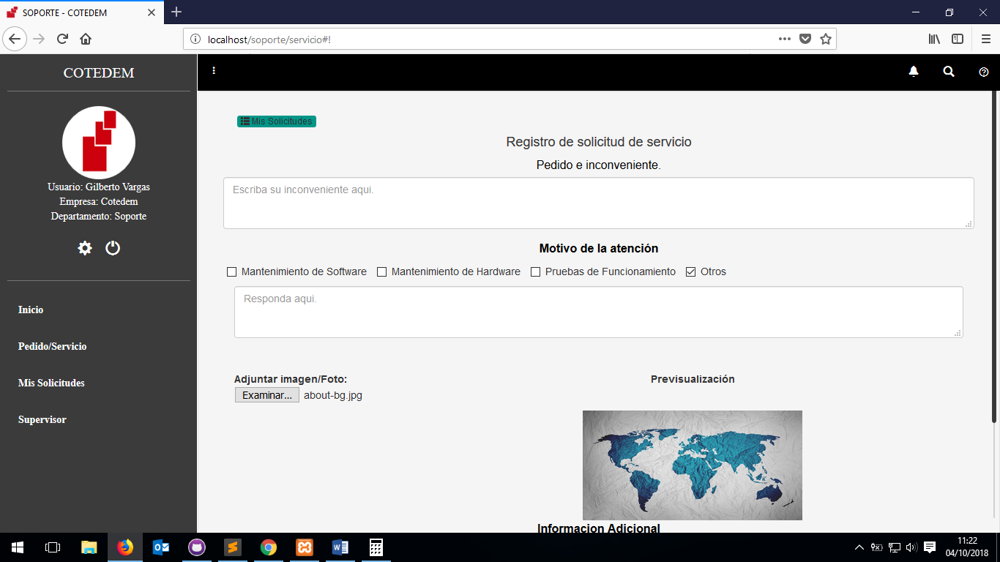 SOPORTE - COTEDEM
localhost/soporte/servicio#!
COTEDEM
Usuario: Gilberto Vargas
Empresa: Cotedem
Departamento: Soporte
Inicio
Pedido/Servicio
Mis Solicitudes
Supervisor
Mis Solicitudes
Registro de solicitud de servicio
Pedido e inconveniente.
Escriba su inconveniente aqui.
Motivo de la atención
Mantenimiento de Software Mantenimiento de Hardware Pruebas de Funcionamiento Otros
Responda aqui.
Adjuntar imagen/Foto:
Examinar... about-bg.jpg
Previsualización
Informacion Adicional
11:22
04/10/2018